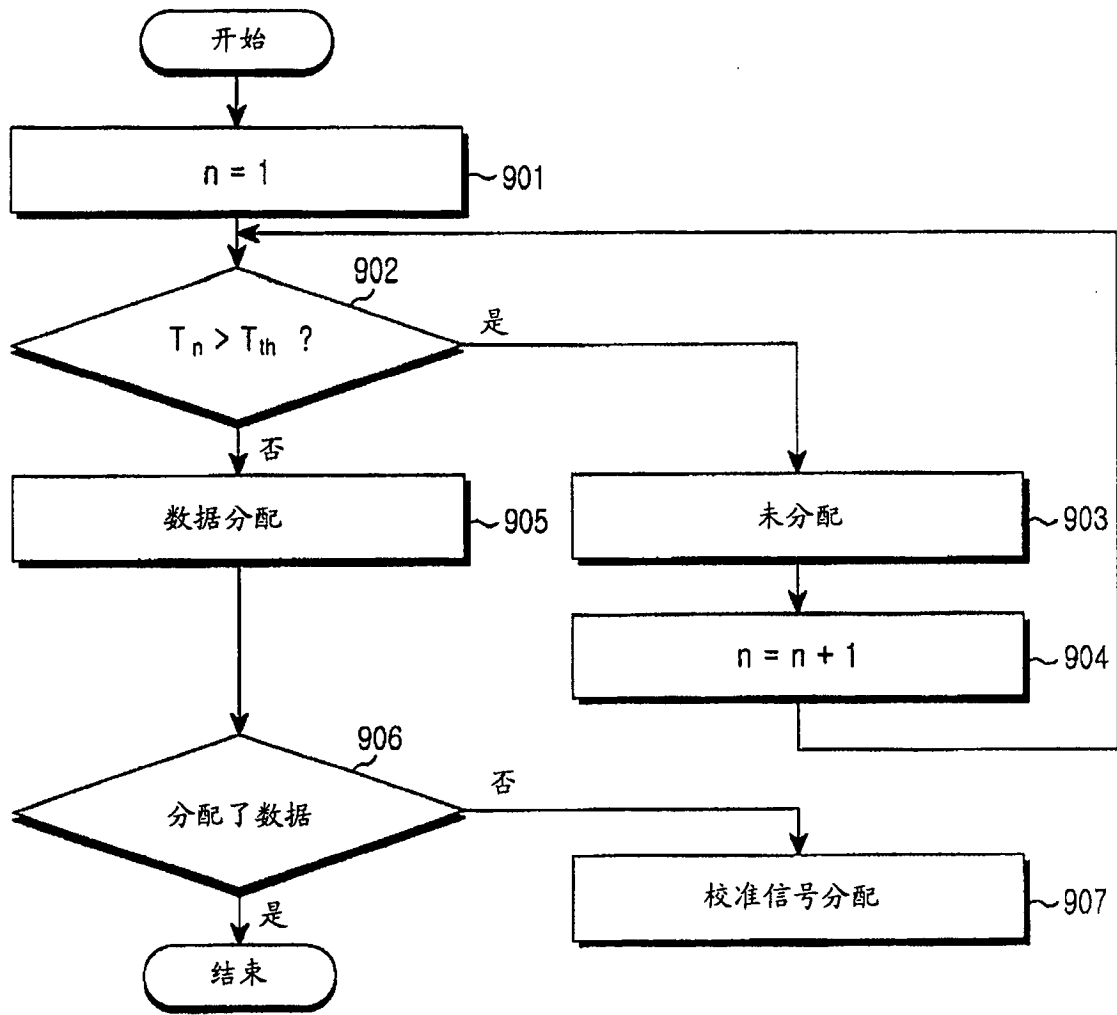 开始
n = 1
901
902
Tn > Tth ?
是
否
数据分配
905
未分配
903
n = n + 1
904
906
分配了数据
否
是
校准信号分配
907
结束